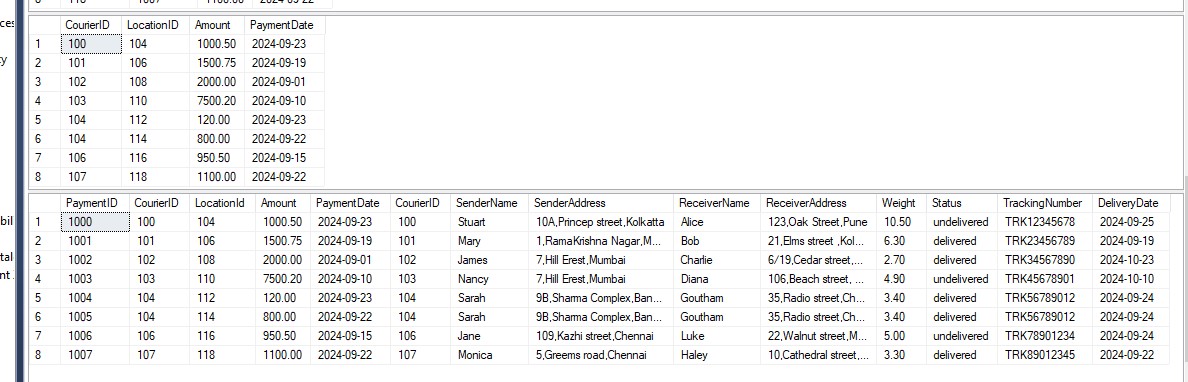 ces
CourierID LocationID Amount PaymentDate
1 100 104 1000.50 2024-09-23
ty
2 101 106 1500.75 2024-09-19
3 102 108 2000.00 2024-09-01
4 103 110 7500.20 2024-09-10
5 104 112 120.00 2024-09-23
6 104 114 800.00 2024-09-22
7 106 116 950.50 2024-09-15
8 107 118 1100.00 2024-09-22
PaymentID CourierID LocationId Amount PaymentDate CourierID SenderName SenderAddress ReceiverName ReceiverAddress Weight Status TrackingNumber DeliveryDate
bil
1 1000 100 104 1000.50 2024-09-23 100 Stuart 10A,Princep street,Kolkatta Alice 123,Oak Street,Pune 10.50 undelivered TRK12345678 2024-09-25
2 1001 101 106 1500.75 2024-09-19 101 Mary 1,RamaKrishna Nagar,M... Bob 21,Elms street ,Kol... 6.30 delivered TRK23456789 2024-09-19
tal
3 1002 102 108 2000.00 2024-09-01 102 James 7,Hill Erest,Mumbai Charlie 6/19,Cedar street,... 2.70 delivered TRK34567890 2024-10-23
nt
4 1003 103 110 7500.20 2024-09-10 103 Nancy 7,Hill Erest,Mumbai Diana 106,Beach street, ... 4.90 undelivered TRK45678901 2024-10-10
5 1004 104 112 120.00 2024-09-23 104 Sarah 9B,Sharma Complex,Ban... Goutham 35,Radio street,Ch... 3.40 delivered TRK56789012 2024-09-24
6 1005 104 114 800.00 2024-09-22 104 Sarah 9B,Sharma Complex,Ban... Goutham 35,Radio street,Ch... 3.40 delivered TRK56789012 2024-09-24
7 1006 106 116 950.50 2024-09-15 106 Jane 109,Kazhi street,Chennai Luke 22,Walnut street,M... 5.00 undelivered TRK78901234 2024-09-24
8 1007 107 118 1100.00 2024-09-22 107 Monica 5,Greems road,Chennai Haley 10,Cathedral street,... 3.30 delivered TRK89012345 2024-09-22